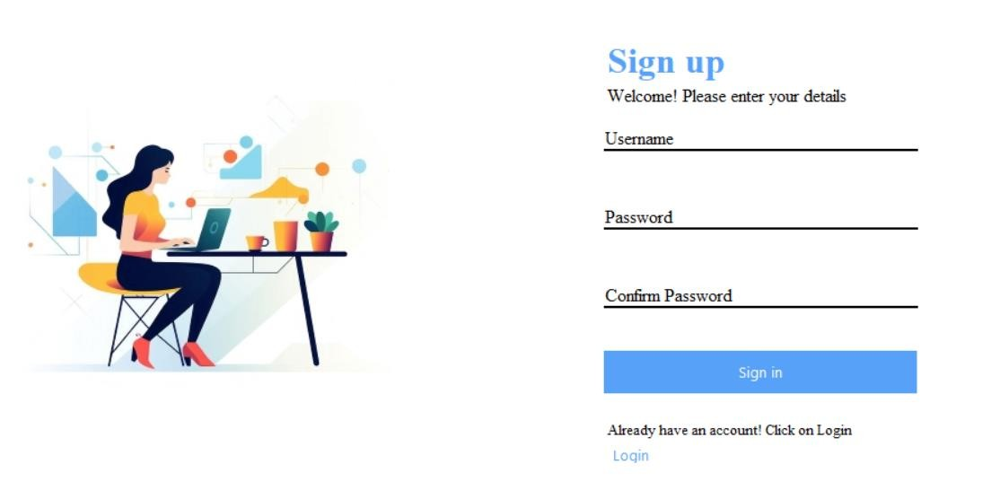 Sign up
Welcome! Please enter your details
Username
Password
Confirm Password
Sign in
Already have an account! Click on Login
Login